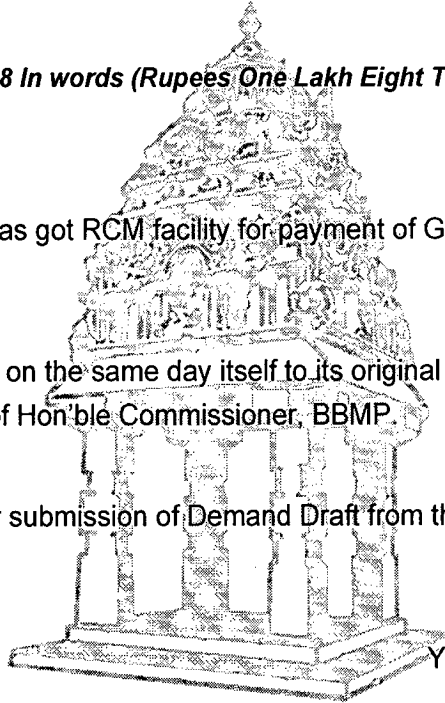 8 In words (Rupees One Lakh Eight T
as got RCM facility for payment of G
on the same day itself to its original
of Hon'ble Commissioner, BBMP.
r submission of Demand Draft from th
Y